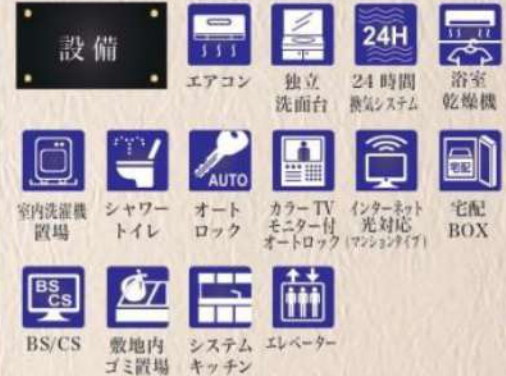 設備
エアコン
独立
洗面台
24H
24時間
換気システム
浴室
乾燥機
室内洗濯機
置場
シャワー
トイレ
AUTO
オート
ロック
カラーTV
モニター付
オートロック
インターネット
光対応
(マンションタイプ)
宅配
宅配
BOX
BS
CS
BS/CS
敷地内
ゴミ置場
システム
キッチン
エレベーター